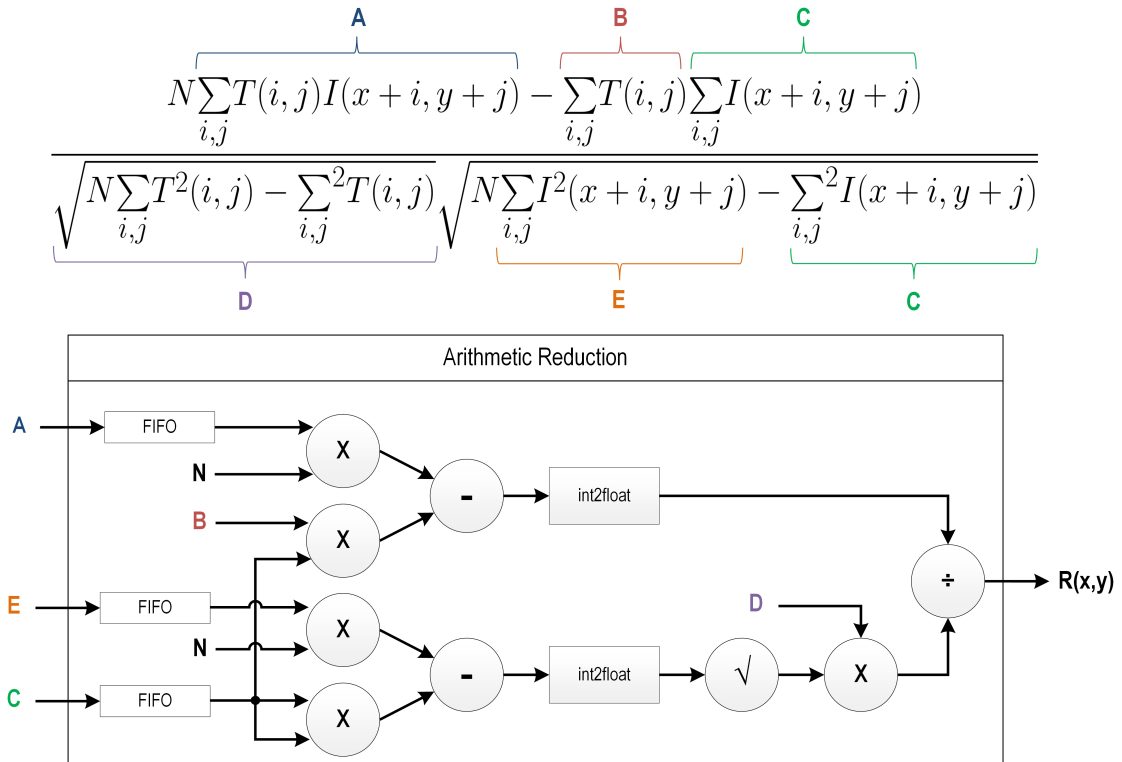 A B C
N∑T(i,j)I(x+i,y+j) − ∑T(i,j)∑I(x+i,y+j)
i,j i,j i,j
√N∑T²(i,j) − ∑²T(i,j) √N∑I²(x+i,y+j) − ∑²I(x+i,y+j)
i,j i,j i,j i,j
D E C
Arithmetic Reduction
A FIFO X
N
- int2float
B X
÷ R(x,y)
E FIFO X
D
N
- int2float √ X
C FIFO X